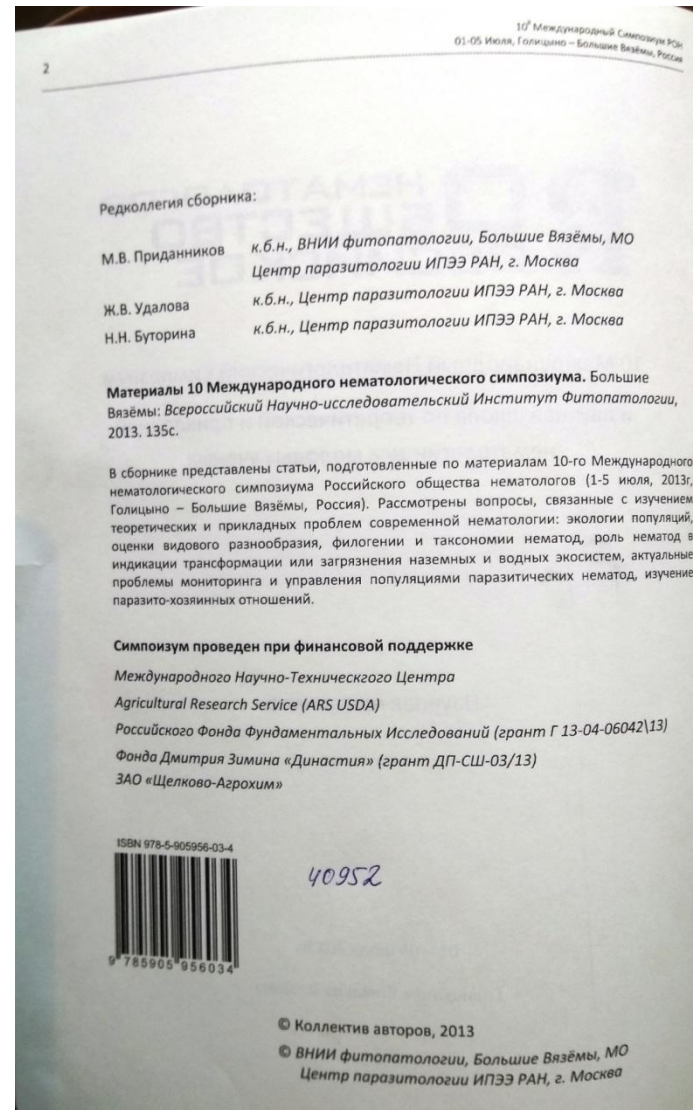 10й Международный Симпозиум РОН
01-05 Июля, Голицыно – Большие Вязёмы, Россия
2
Редколлегия сборника:
М.В. Приданников к.б.н., ВНИИ фитопатологии, Большие Вязёмы, МО
Центр паразитологии ИПЭЭ РАН, г. Москва
Ж.В. Удалова к.б.н., Центр паразитологии ИПЭЭ РАН, г. Москва
Н.Н. Буторина к.б.н., Центр паразитологии ИПЭЭ РАН, г. Москва
Материалы 10 Международного нематологического симпозиума. Большие
Вязёмы: Всероссийский Научно-исследовательский Институт Фитопатологии,
2013. 135с.
В сборнике представлены статьи, подготовленные по материалам 10-го Международного
нематологического симпозиума Российского общества нематологов (1-5 июля, 2013г,
Голицыно – Большие Вязёмы, Россия). Рассмотрены вопросы, связанные с изучением
теоретических и прикладных проблем современной нематологии: экологии популяций,
оценки видового разнообразия, филогении и таксономии нематод, роль нематод в
индикации трансформации или загрязнения наземных и водных экосистем, актуальные
проблемы мониторинга и управления популяциями паразитических нематод, изучение
паразито-хозяинных отношений.
Симпоизум проведен при финансовой поддержке
Международного Научно-Техническгого Центра
Agricultural Research Service (ARS USDA)
Российского Фонда Фундаментальных Исследований (грант Г 13-04-06042\13)
Фонда Дмитрия Зимина «Династия» (грант ДП-СШ-03/13)
ЗАО «Щелково-Агрохим»
ISBN 978-5-905956-03-4
40952
9 785905 956034
© Коллектив авторов, 2013
© ВНИИ фитопатологии, Большие Вязёмы, МО
Центр паразитологии ИПЭЭ РАН, г. Москва